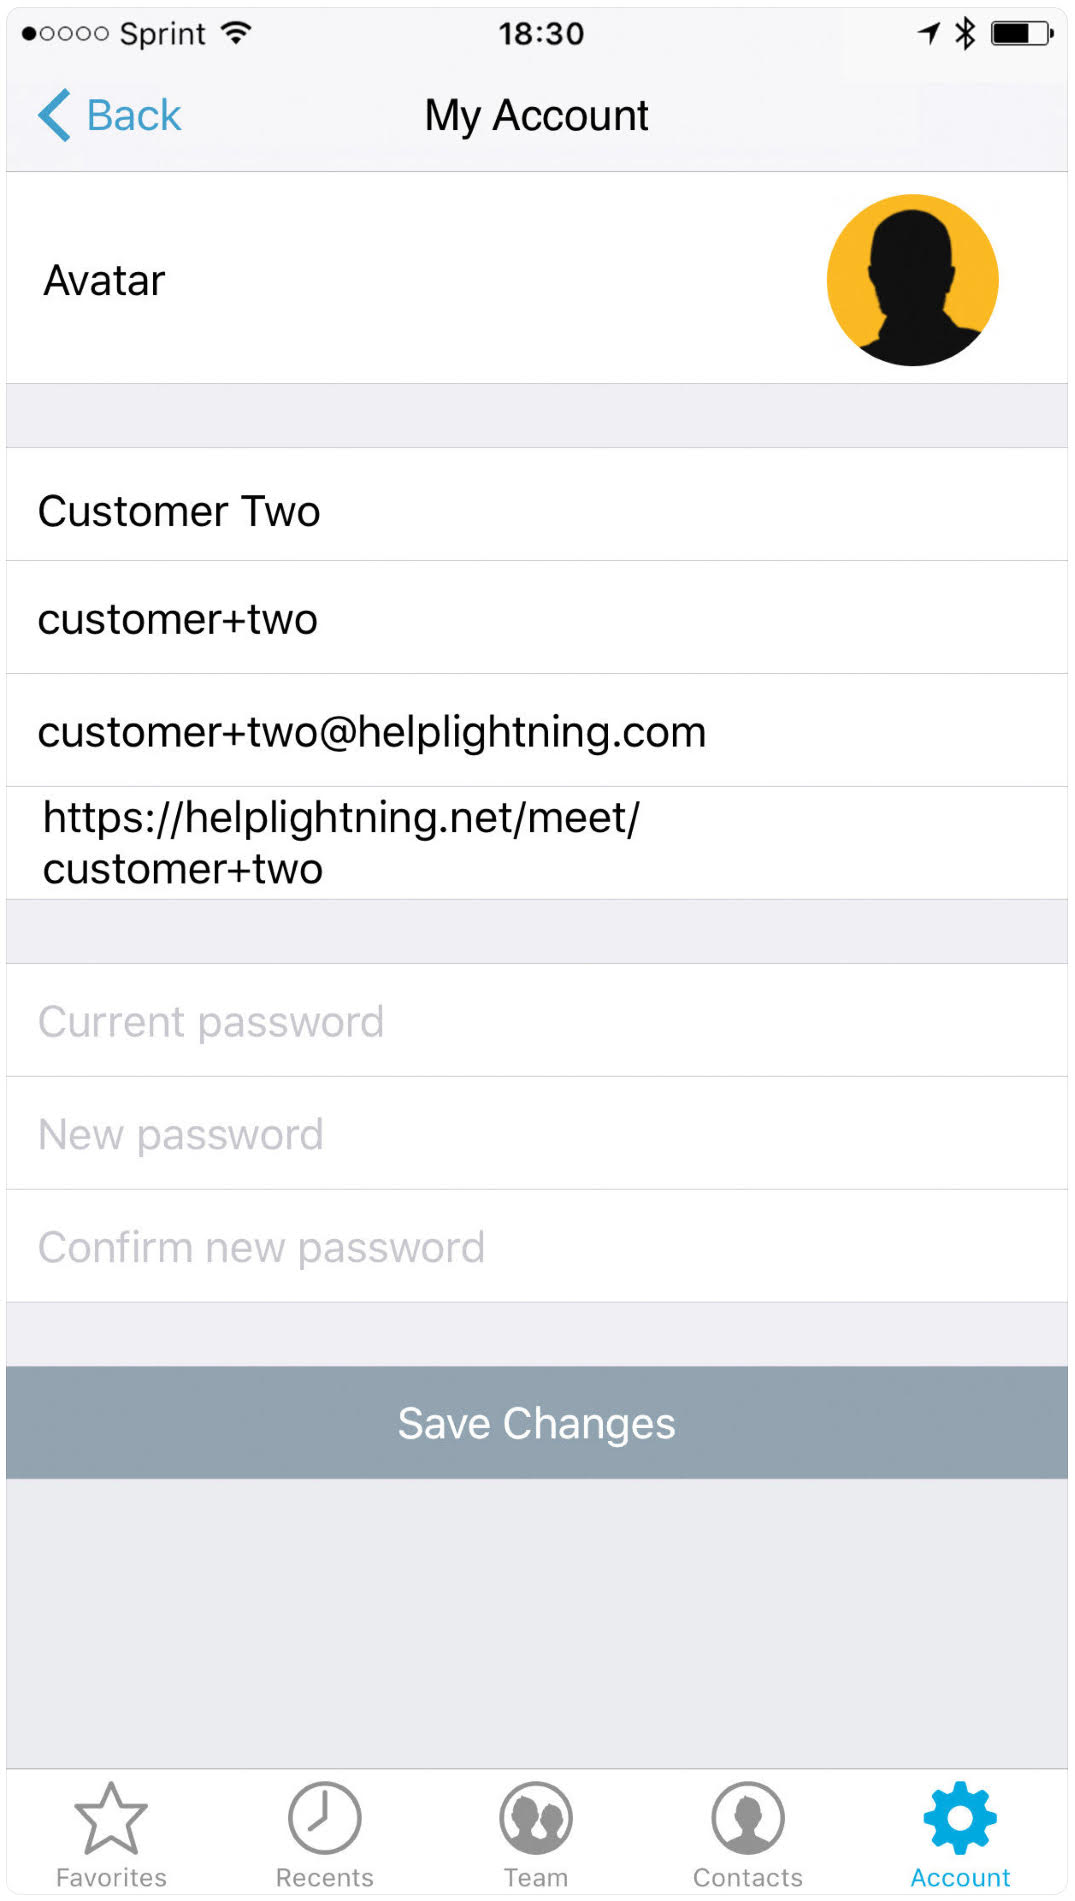 Sprint 18:30
Back My Account
Avatar
Customer Two
customer+two
customer+two@helplightning.com
https://helplightning.net/meet/
customer+two
Current password
New password
Confirm new password
Save Changes
Favorites Recents Team Contacts Account